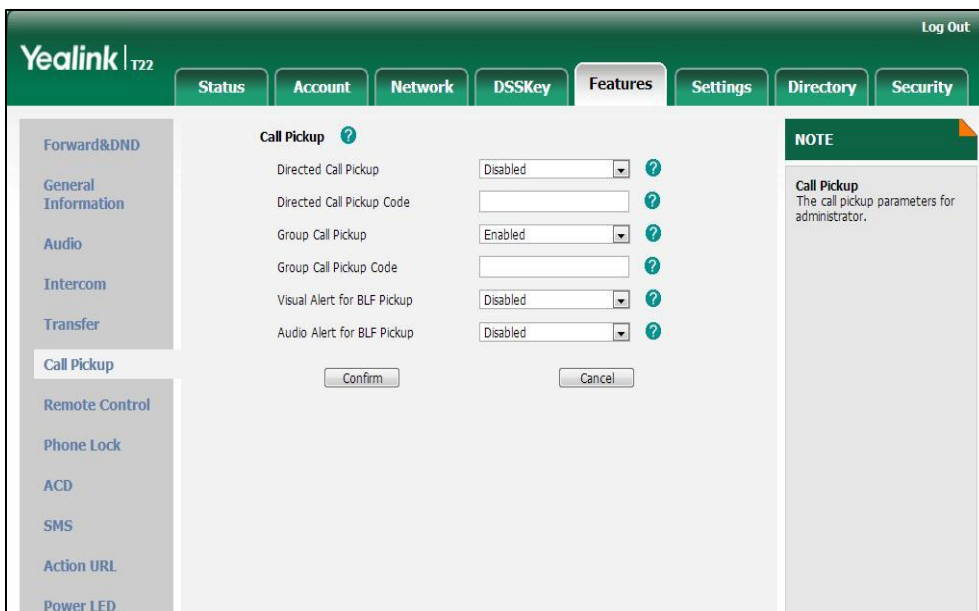 Log Out
Yealink T22
Status Account Network DSSKey Features Settings Directory Security
Forward&DND
General
Information
Audio
Intercom
Transfer
Call Pickup
Remote Control
Phone Lock
ACD
SMS
Action URL
Power LED
Call Pickup ?
Directed Call Pickup Disabled ?
Directed Call Pickup Code ?
Group Call Pickup Enabled ?
Group Call Pickup Code ?
Visual Alert for BLF Pickup Disabled ?
Audio Alert for BLF Pickup Disabled ?
Confirm Cancel
NOTE
Call Pickup
The call pickup parameters for
administrator.